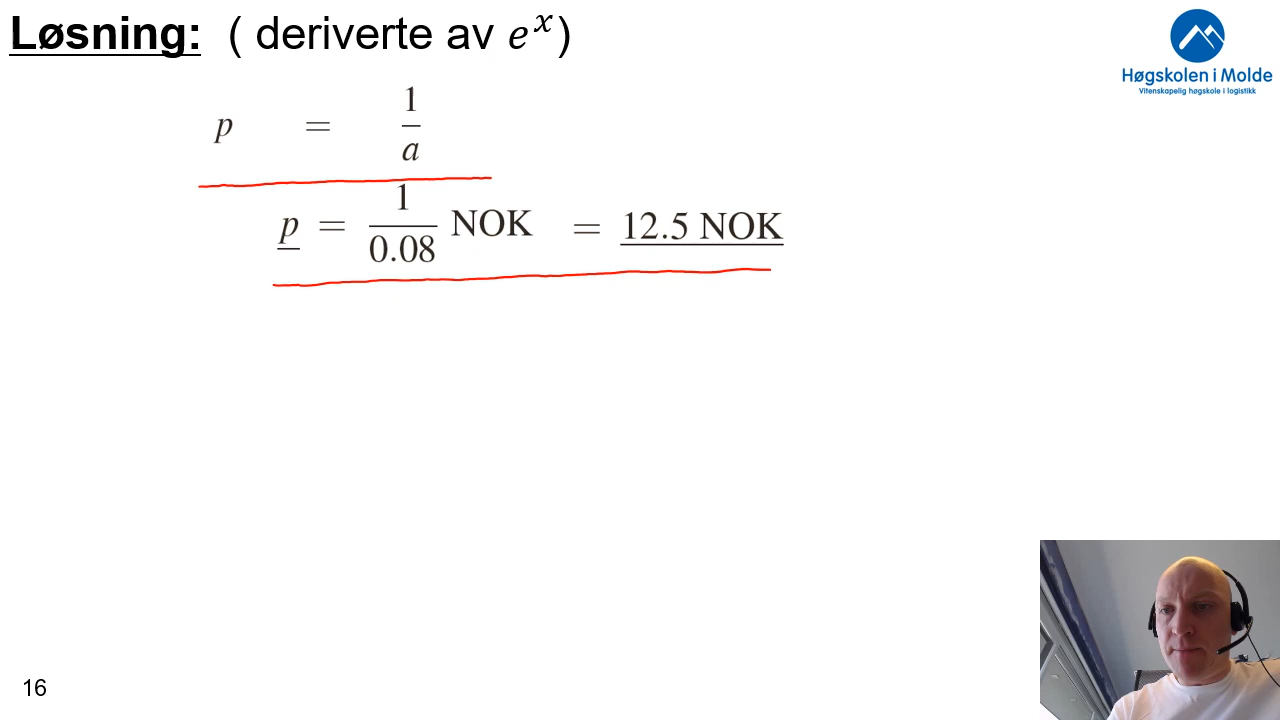 Løsning: ( deriverte av e^x )
Høgskolen i Molde
Vitenskapelig høgskole i logistikk
p = 1/a
p = 1/0.08 NOK = 12.5 NOK
16